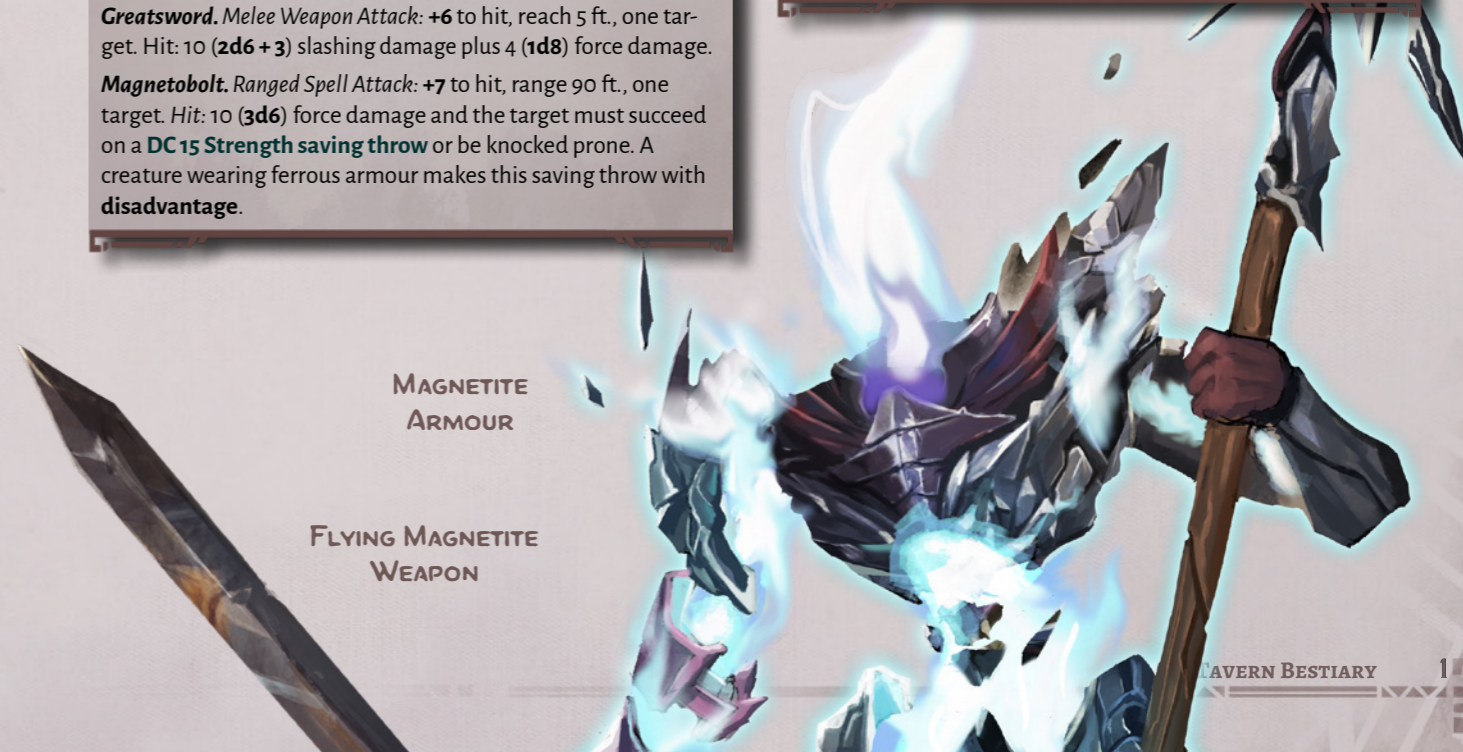 Greatsword. Melee Weapon Attack: +6 to hit, reach 5 ft., one tar-
get. Hit: 10 (2d6 + 3) slashing damage plus 4 (1d8) force damage.
Magnetobolt. Ranged Spell Attack: +7 to hit, range 90 ft., one
target. Hit: 10 (3d6) force damage and the target must succeed
on a DC 15 Strength saving throw or be knocked prone. A
creature wearing ferrous armour makes this saving throw with
disadvantage.
Magnetite
Armour
Flying Magnetite
Weapon
Tavern Bestiary
1